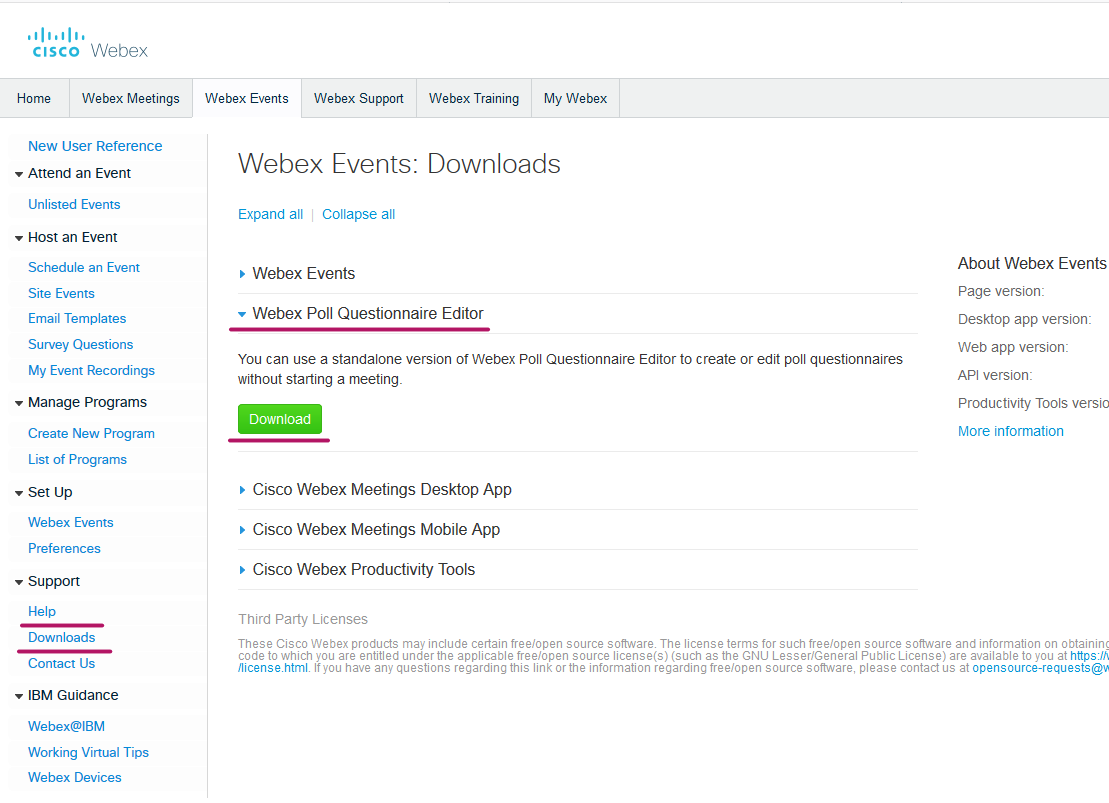 CISCO Webex
Home
Webex Meetings
Webex Events
Webex Support
Webex Training
My Webex
New User Reference
Attend an Event
Unlisted Events
Host an Event
Schedule an Event
Site Events
Email Templates
Survey Questions
My Event Recordings
Manage Programs
Create New Program
List of Programs
Set Up
Webex Events
Preferences
Support
Help
Downloads
Contact Us
IBM Guidance
Webex@IBM
Working Virtual Tips
Webex Devices
Webex Events: Downloads
Expand all | Collapse all
Webex Events
Webex Poll Questionnaire Editor
You can use a standalone version of Webex Poll Questionnaire Editor to create or edit poll questionnaires
without starting a meeting.
Download
Cisco Webex Meetings Desktop App
Cisco Webex Meetings Mobile App
Cisco Webex Productivity Tools
Third Party Licenses
These Cisco Webex products may include certain free/open source software. The license terms for such free/open source software and information on obtaining
code to which you are entitled under the applicable free/open source license(s) (such as the GNU Lesser/General Public License) are available to you at https://
/license.html. If you have any questions regarding this link or the information regarding free/open source software, please contact us at opensource-requests@w
About Webex Events
Page version:
Desktop app version:
Web app version:
API version:
Productivity Tools versio
More information